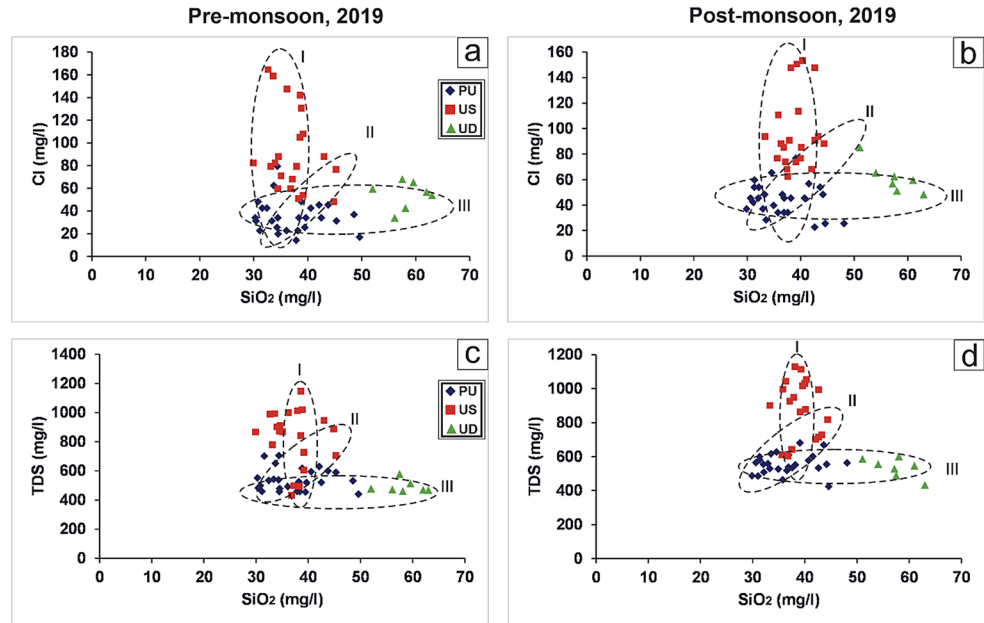 Pre-monsoon, 2019
Post-monsoon, 2019
a
200
180
160
140
120
100
80
60
40
20
0
Cl (mg/l)
0 10 20 30 40 50 60 70
SiO2 (mg/l)
I
II
III
PU
US
UD
b
160
140
120
100
80
60
40
20
0
Cl (mg/l)
0 10 20 30 40 50 60 70
SiO2 (mg/l)
I
II
III
c
1400
1200
1000
800
600
400
200
0
TDS (mg/l)
0 10 20 30 40 50 60 70
SiO2 (mg/l)
I
II
III
PU
US
UD
d
1200
1000
800
600
400
200
0
TDS (mg/l)
0 10 20 30 40 50 60 70
SiO2 (mg/l)
I
II
III